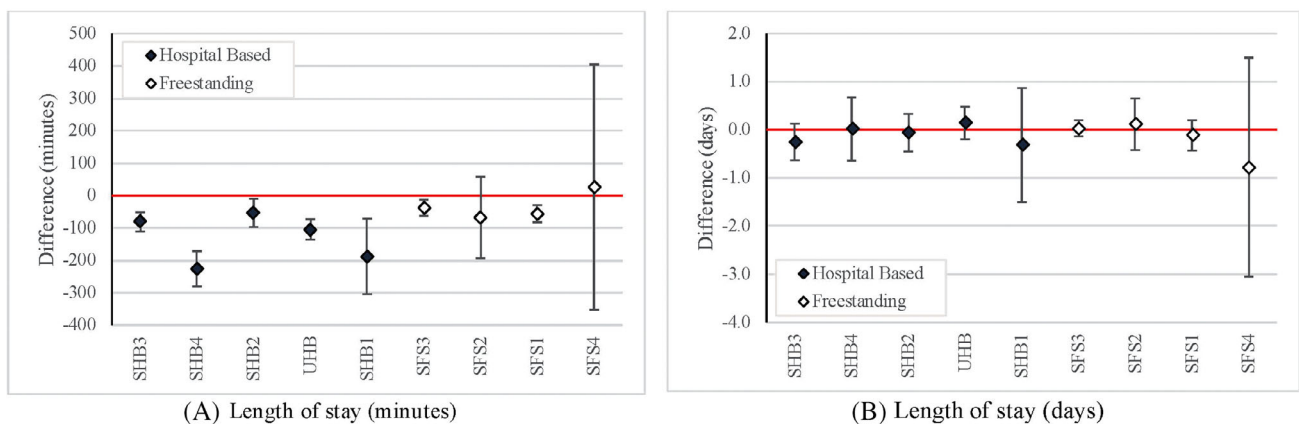 500
400
300
200
100
0
-100
-200
-300
-400
Difference (minutes)
Hospital Based
Freestanding
SHB3 SHB4 SHB2 UHB SHB1 SFS3 SFS2 SFS1 SFS4
(A) Length of stay (minutes)
2.0
1.0
0.0
-1.0
-2.0
-3.0
-4.0
Difference (days)
Hospital Based
Freestanding
SHB3 SHB4 SHB2 UHB SHB1 SFS3 SFS2 SFS1 SFS4
(B) Length of stay (days)